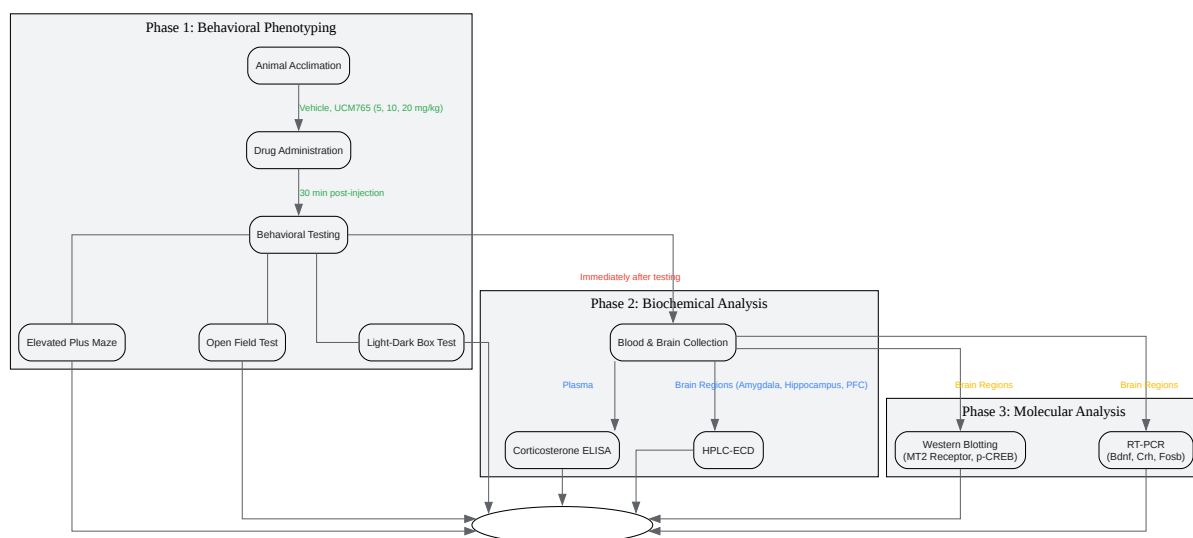 Phase 1: Behavioral Phenotyping
Animal Acclimation
Vehicle, UCM765 (5, 10, 20 mg/kg)
Drug Administration
30 min post-injection
Behavioral Testing
Immediately after testing
Elevated Plus Maze
Open Field Test
Light-Dark Box Test
Phase 2: Biochemical Analysis
Blood & Brain Collection
Plasma
Brain Regions (Amygdala, Hippocampus, PFC)
Corticosterone ELISA
HPLC-ECD
Brain Regions
Brain Regions
Phase 3: Molecular Analysis
Western Blotting
(MT2 Receptor, p-CREB)
RT-PCR
(Bdnf, Crh, Fosb)